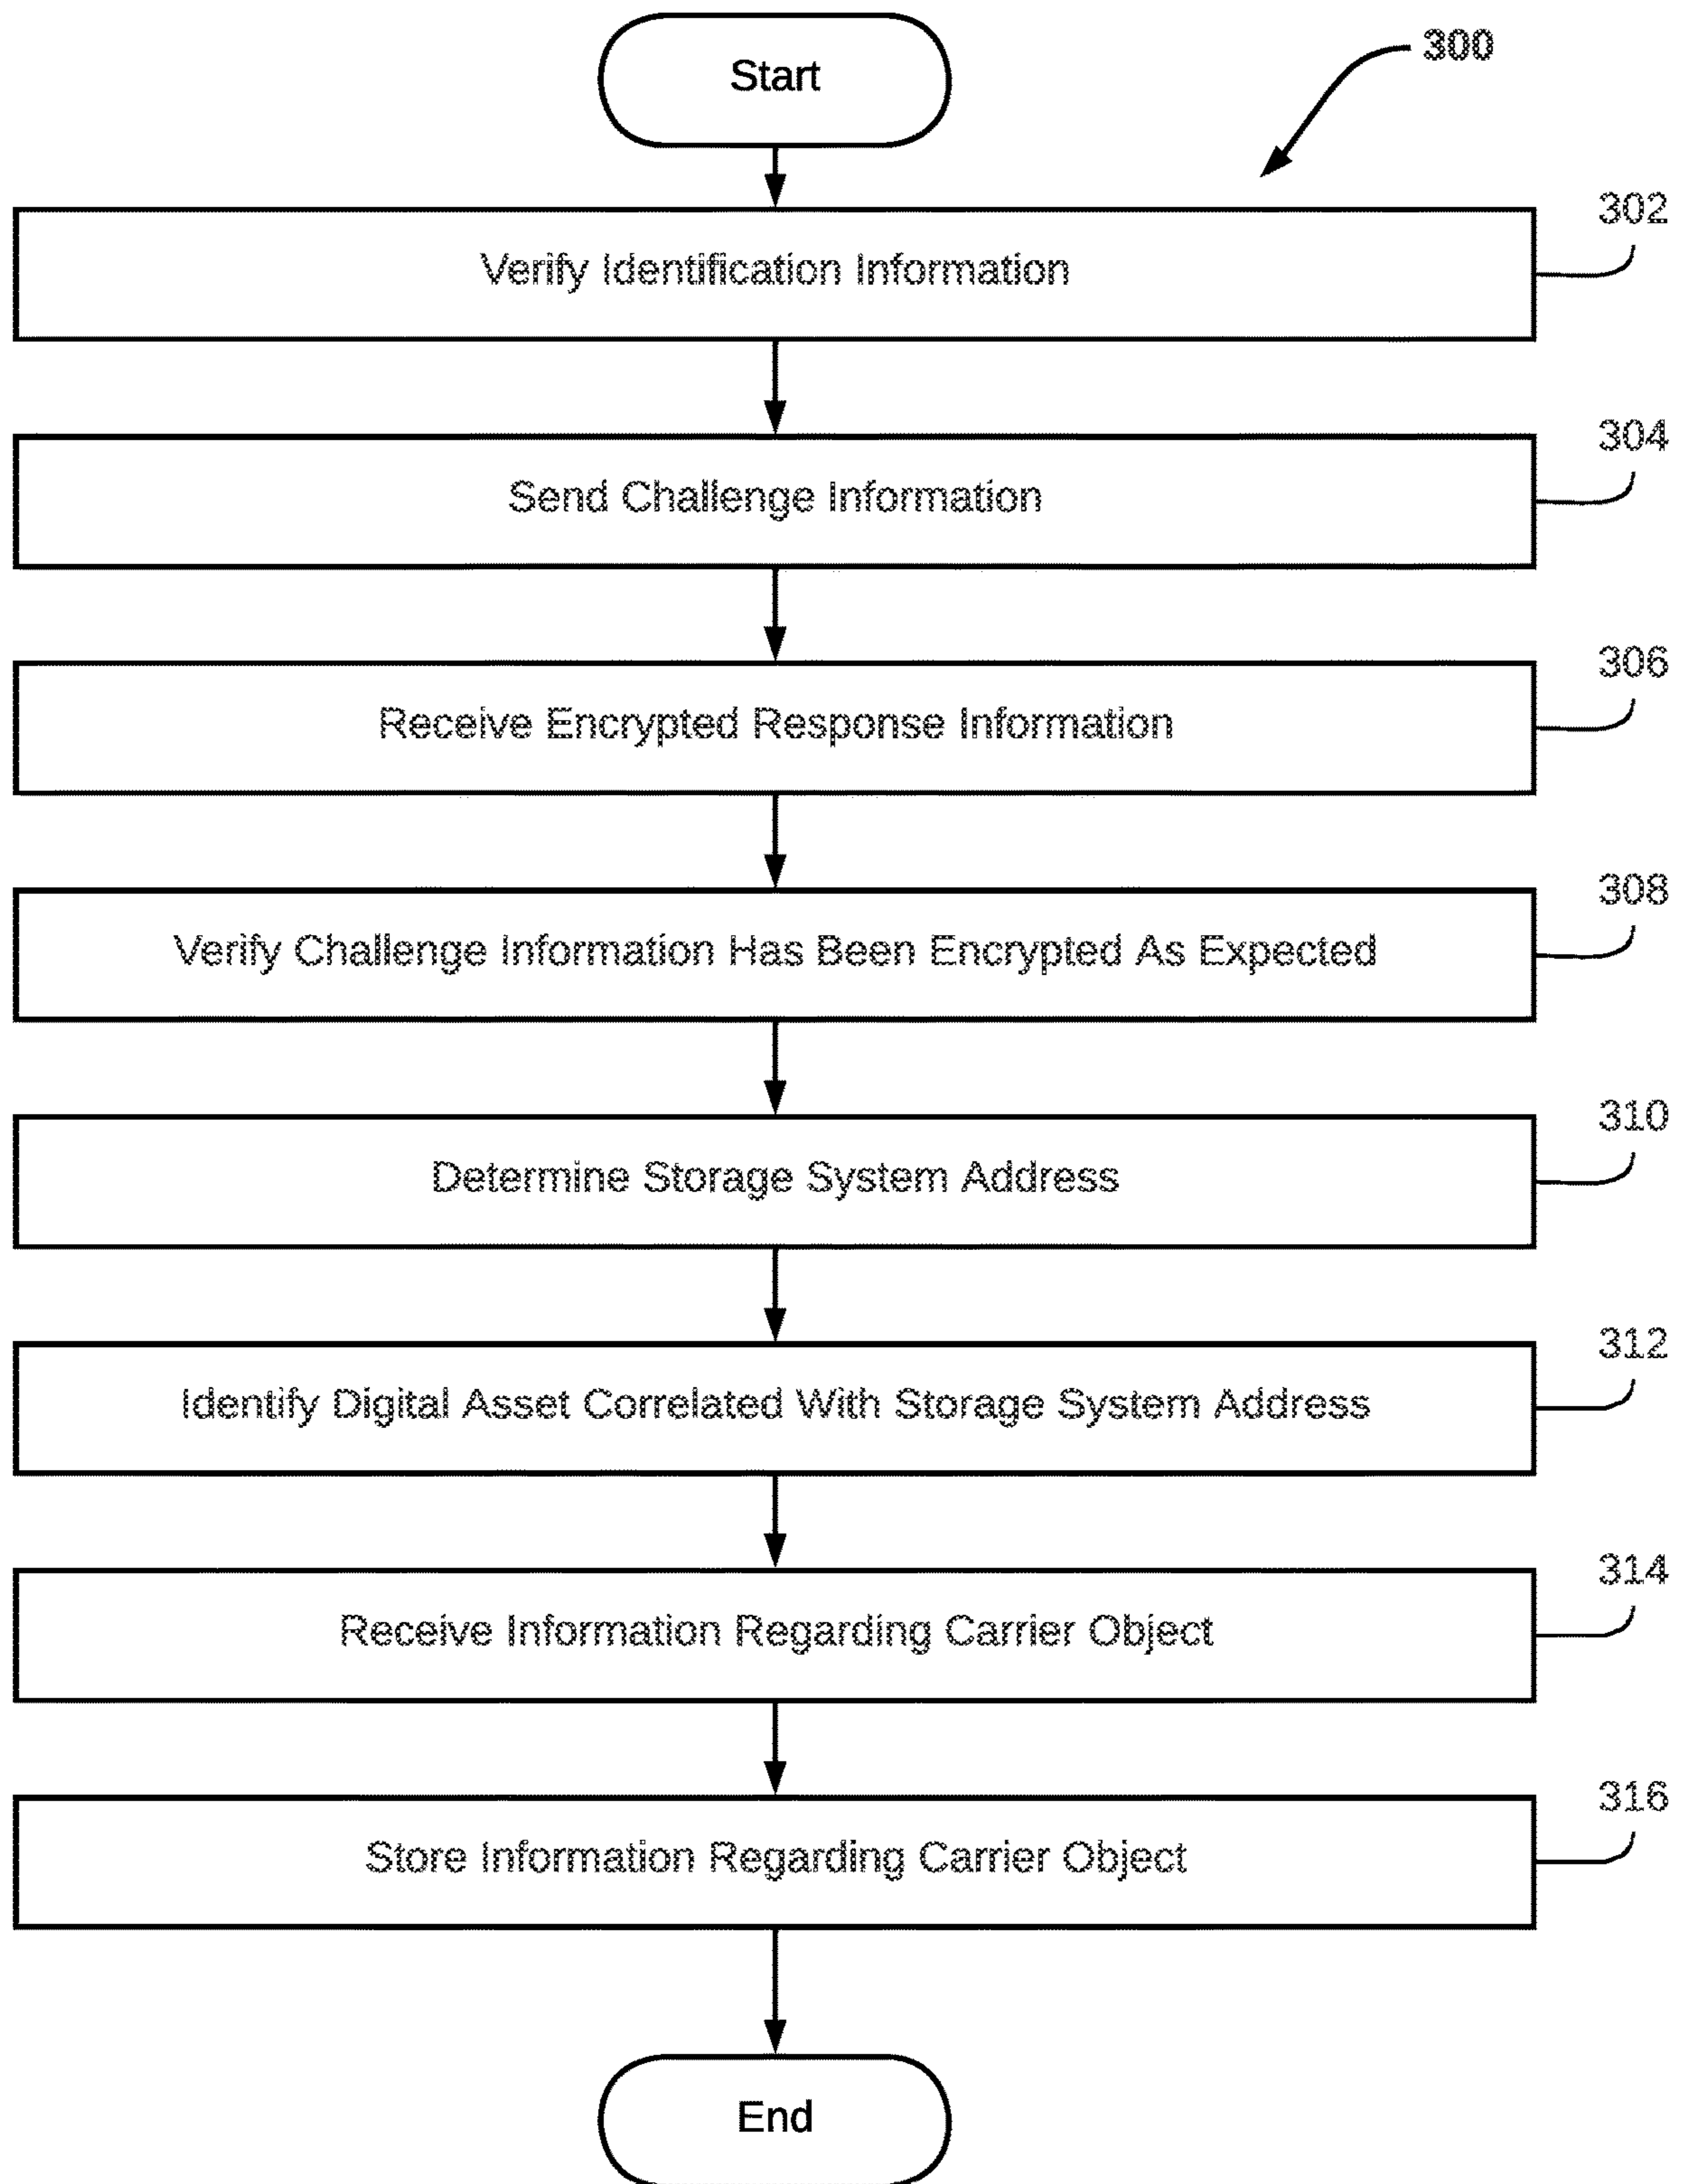 Start
300
302
Verify Identification Information
304
Send Challenge Information
306
Receive Encrypted Response Information
308
Verify Challenge Information Has Been Encrypted As Expected
310
Determine Storage System Address
312
Identify Digital Asset Correlated With Storage System Address
314
Receive Information Regarding Carrier Object
316
Store Information Regarding Carrier Object
End